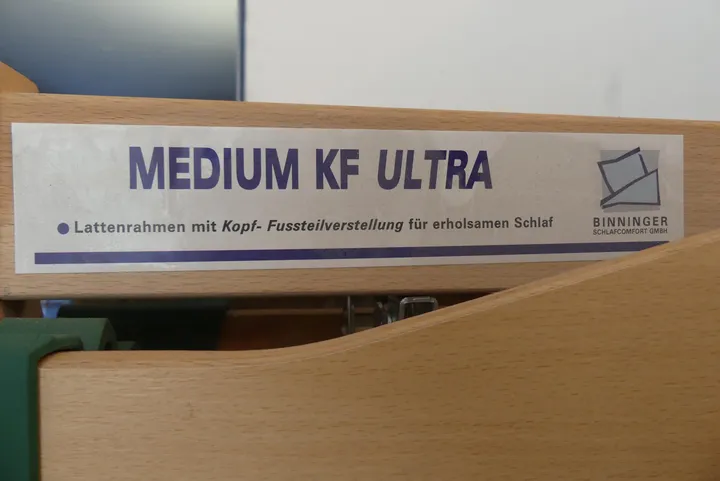 MEDIUM KF ULTRA
● Lattenrahmen mit Kopf- Fussteilverstellung für erholsamen Schlaf
BINNINGER
SCHLAFCOMFORT GMBH